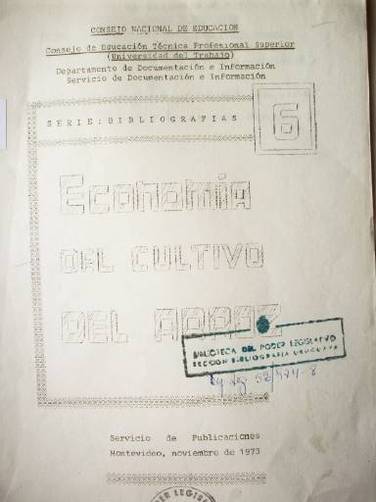 CONSEJO NACIONAL DE EDUCACION
Consejo de Educación Técnica Profesional Superior
(Universidad del Trabajo)
Departamento de Documentación e Información
Servicio de Documentación e Información
SERIE: BIBLIOGRAFIAS
6
Economía
DEL CULTIVO
DEL ARROZ
BIBLIOTECA DEL PODER LEGISLATIVO
SECCION BIBLIOGRAFIA URUGUAYA
Servicio de Publicaciones
Montevideo, noviembre de 1973